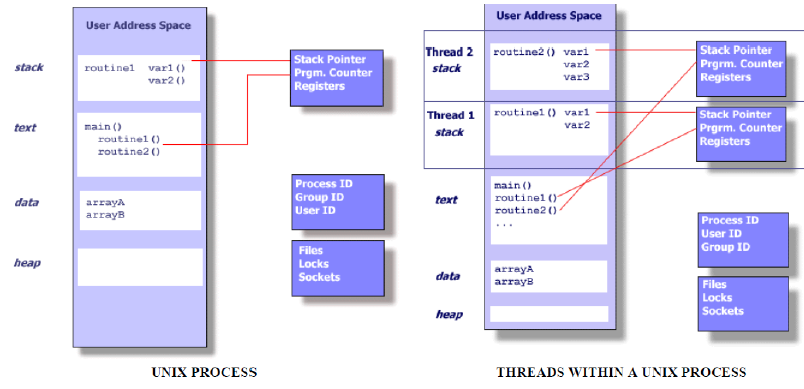 User Address Space
stack
routine1 var1()
var2()
Stack Pointer
Prgm. Counter
Registers
text
main()
routine1()
routine2()
data
arrayA
arrayB
Process ID
Group ID
User ID
heap
Files
Locks
Sockets
UNIX PROCESS
User Address Space
Thread 2
stack
routine2() var1
var2
var3
Stack Pointer
Prgrm. Counter
Registers
Thread 1
stack
routine1() var1
var2
Stack Pointer
Prgrm. Counter
Registers
text
main()
routine1()
routine2()
...
Process ID
User ID
Group ID
data
arrayA
arrayB
heap
Files
Locks
Sockets
THREADS WITHIN A UNIX PROCESS